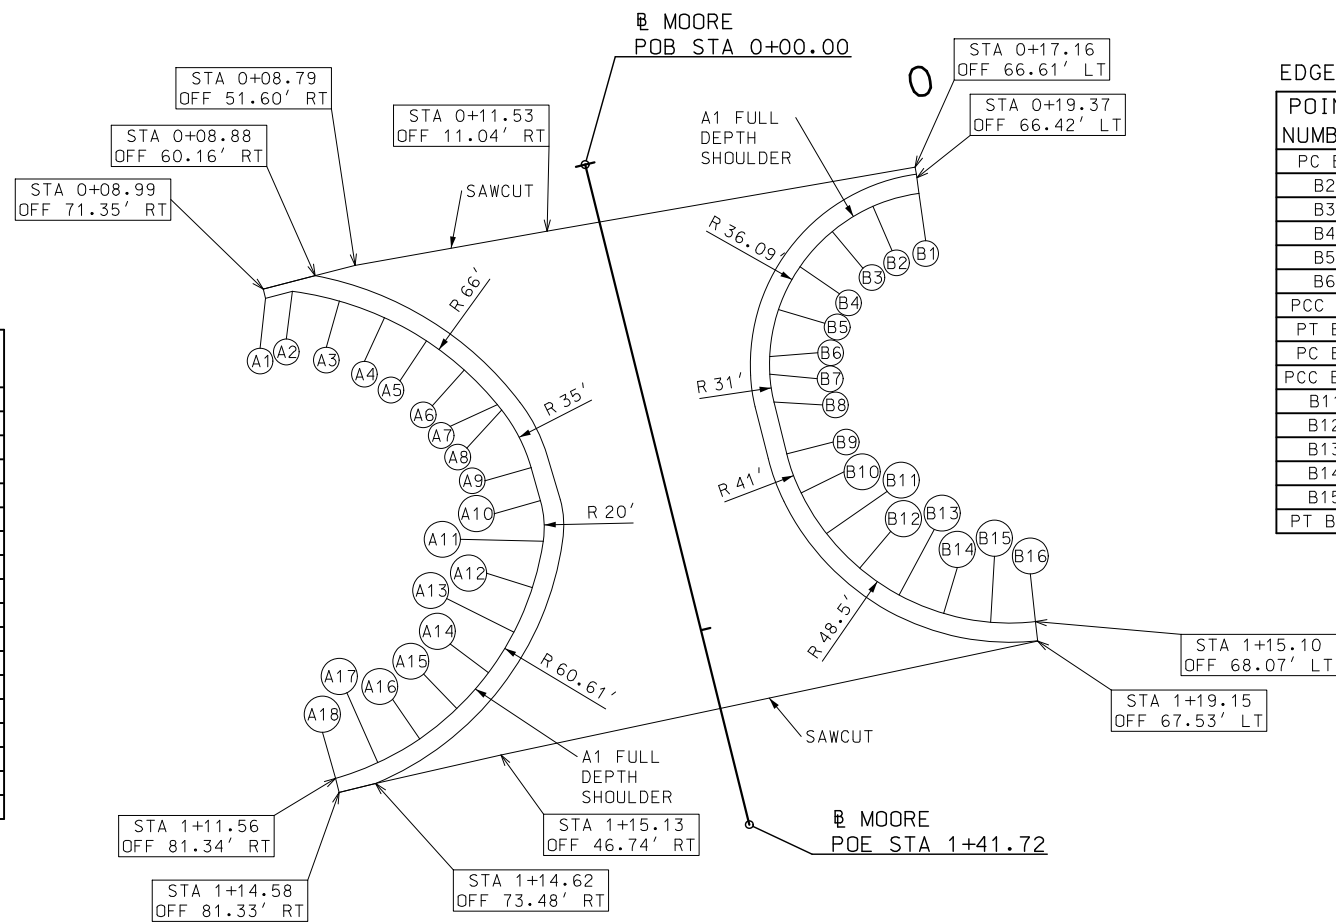 ℄ MOORE
POB STA 0+00.00
STA 0+17.16
OFF 66.61' LT
STA 0+19.37
OFF 66.42' LT
STA 0+08.79
OFF 51.60' RT
STA 0+11.53
OFF 11.04' RT
STA 0+08.88
OFF 60.16' RT
STA 0+08.99
OFF 71.35' RT
SAWCUT
A1 FULL
DEPTH
SHOULDER
R 36.09'
R 66'
R 35'
R 31'
R 20'
R 41'
R 48.5'
R 60.61'
A1
A2
A3
A4
A5
A6
A7
A8
A9
A10
A11
A12
A13
A14
A15
A16
A17
A18
B1
B2
B3
B4
B5
B6
B7
B8
B9
B10
B11
B12
B13
B14
B15
B16
STA 1+15.10
OFF 68.07' LT
STA 1+19.15
OFF 67.53' LT
SAWCUT
A1 FULL
DEPTH
SHOULDER
STA 1+11.56
OFF 81.34' RT
STA 1+15.13
OFF 46.74' RT
STA 1+14.58
OFF 81.33' RT
STA 1+14.62
OFF 73.48' RT
℄ MOORE
POE STA 1+41.72
EDGE
POIN
NUMB
PC B
B2
B3
B4
B5
B6
PCC
PT B
PC B
PCC B
B11
B12
B13
B14
B15
PT B